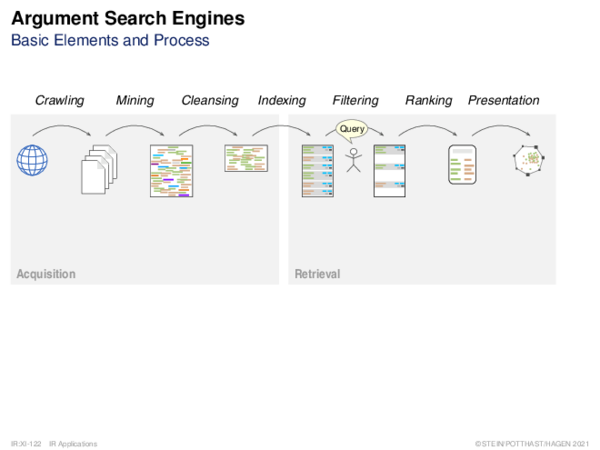 Argument Search Engines
Basic Elements and Process
Crawling Mining Cleansing Indexing Filtering Ranking Presentation
Query
Acquisition Retrieval
IR:XI-122 IR Applications ©STEIN/POTTHAST/HAGEN 2021